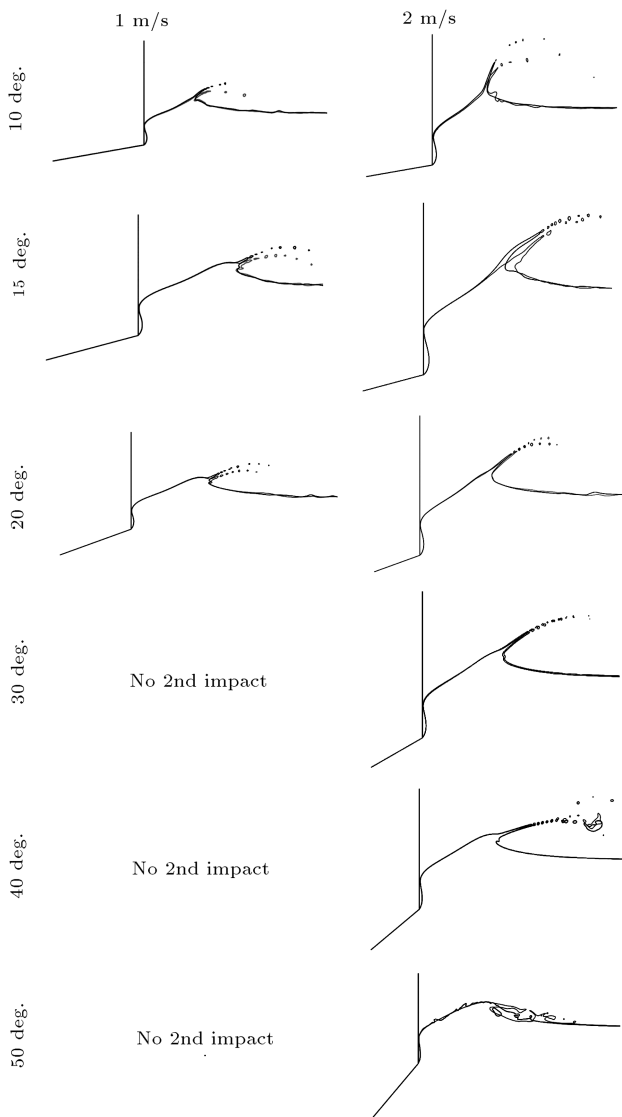 1 m/s 2 m/s
10 deg.
15 deg.
20 deg.
30 deg.
No 2nd impact
40 deg.
No 2nd impact
50 deg.
No 2nd impact